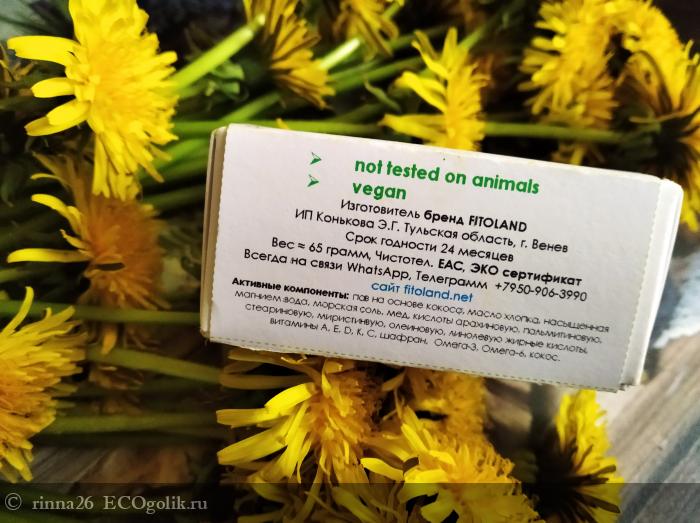 not tested on animals
vegan
Изготовитель бренд FITOLAND
ИП Конькова Э.Г. Тульская область, г. Венев
Срок годности 24 месяцев
Вес ≈ 65 грамм, Чистотел. ЕАС, ЭКО сертификат
Всегда на связи WhatsApp, Телеграмм +7950-906-3990
сайт fitoland.net
Активные компоненты: пав на основе кокоса, масло хлопка, насыщенная
магнием вода, морская соль, мед, кислоты арахиновую, пальмитиновую,
стеариновую, миристинвую, олеиновую, линолевую жирные кислоты,
витамины А, Е, D, К, С, шафран, Омега-3, Омега-6, кокос.
© rinna26 ECOgolik.ru